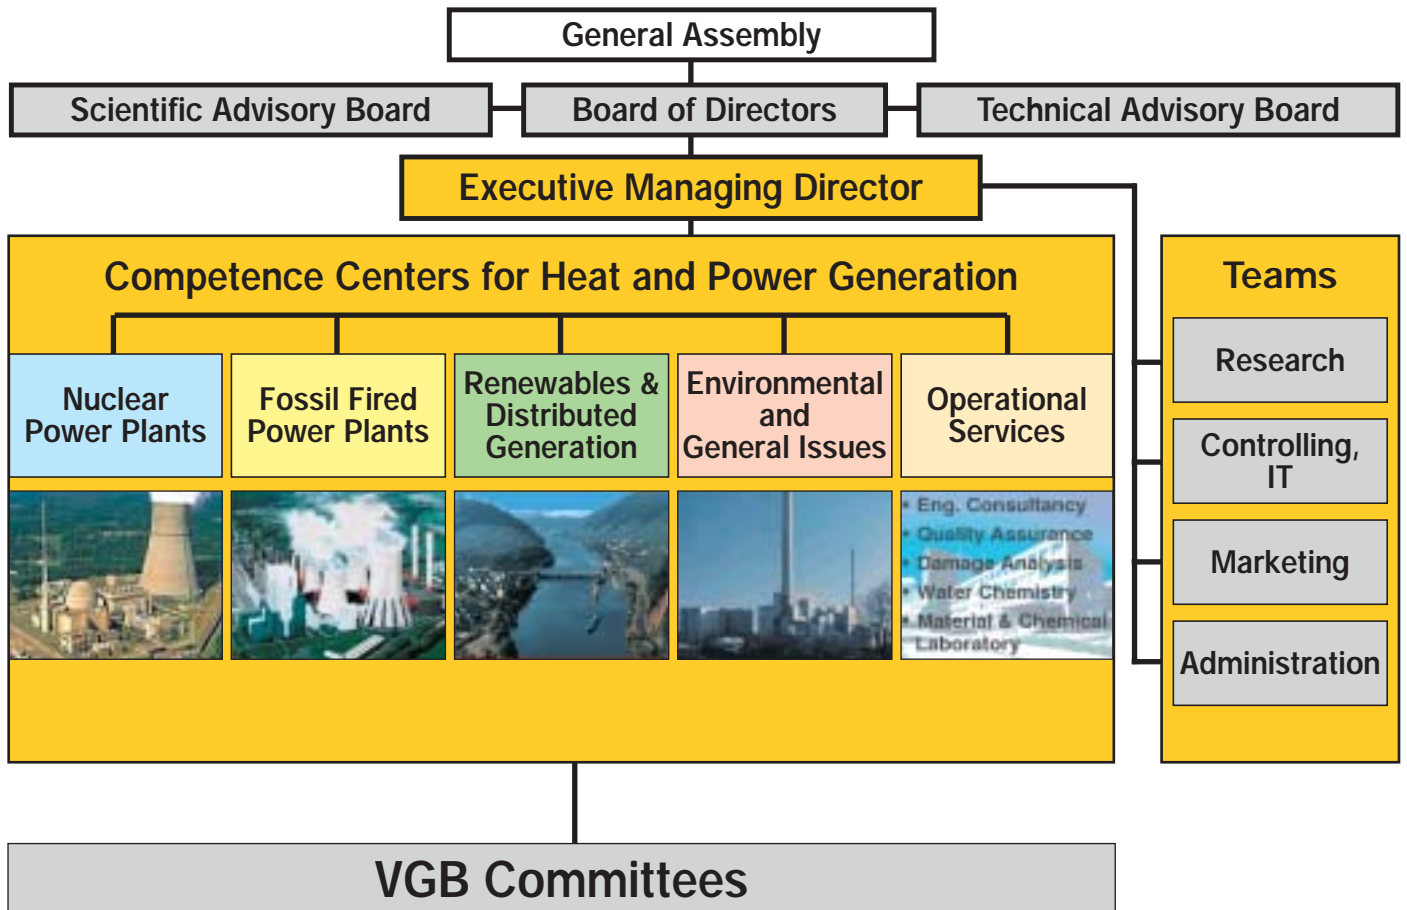 General Assembly
Scientific Advisory Board
Board of Directors
Technical Advisory Board
Executive Managing Director
Competence Centers for Heat and Power Generation
Nuclear
Power Plants
Fossil Fired
Power Plants
Renewables &
Distributed
Generation
Environmental
and
General Issues
Operational
Services
• Eng. Consultancy
• Quality Assurance
• Damage Analysis
• Water Chemistry
• Material & Chemical
Laboratory
Teams
Research
Controlling,
IT
Marketing
Administration
VGB Committees